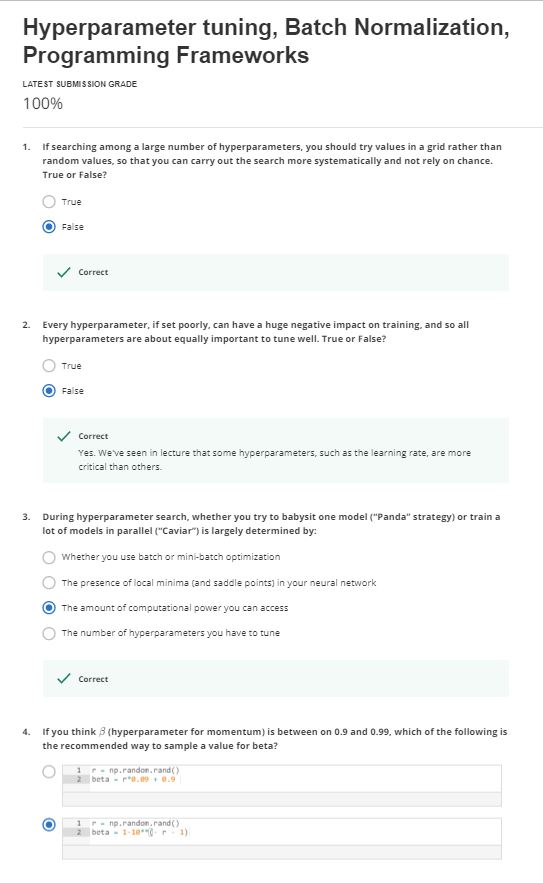 Hyperparameter tuning, Batch Normalization,
Programming Frameworks
LATEST SUBMISSION GRADE
100%
1. If searching among a large number of hyperparameters, you should try values in a grid rather than
random values, so that you can carry out the search more systematically and not rely on chance.
True or False?
True
False
Correct
2. Every hyperparameter, if set poorly, can have a huge negative impact on training, and so all
hyperparameters are about equally important to tune well. True or False?
True
False
Correct
Yes. We've seen in lecture that some hyperparameters, such as the learning rate, are more
critical than others.
3. During hyperparameter search, whether you try to babysit one model ("Panda" strategy) or train a
lot of models in parallel ("Caviar") is largely determined by:
Whether you use batch or mini-batch optimization
The presence of local minima (and saddle points) in your neural network
The amount of computational power you can access
The number of hyperparameters you have to tune
Correct
4. If you think β (hyperparameter for momentum) is between on 0.9 and 0.99, which of the following is
the recommended way to sample a value for beta?
1 r = np.random.rand()
2 beta = r*0.09 + 0.9
1 r = np.random.rand()
2 beta = 1-10**(- r - 1)